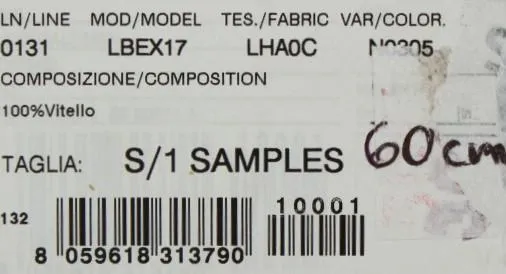 LN/LINE MOD/MODEL TES./FABRIC VAR/COLOR.
0131 LBEX17 LHA0C N0305
COMPOSIZIONE/COMPOSITION
100%Vitello
TAGLIA: S/1 SAMPLES 60cm
132
10001
8 059618 313790